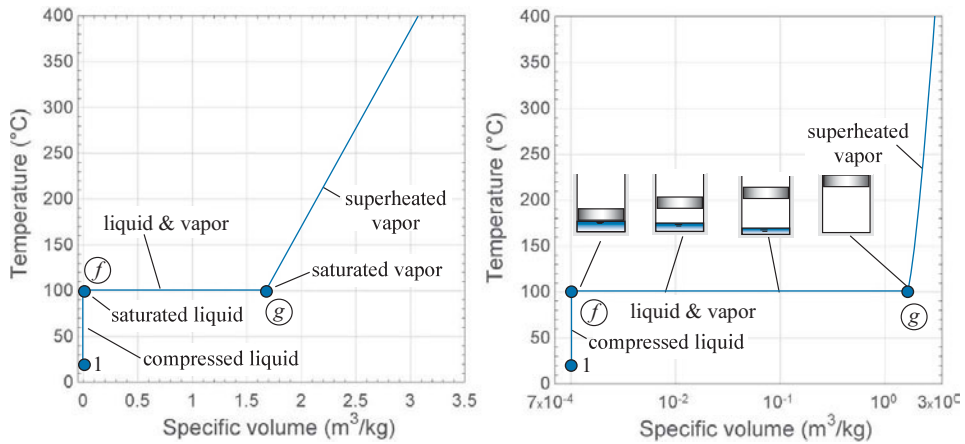 400
350
300
250
200
150
100
50
0
Temperature (°C)
superheated
vapor
liquid & vapor
f
saturated vapor
g
saturated liquid
compressed liquid
1
0 0.5 1 1.5 2 2.5 3 3.5
Specific volume (m³/kg)
400
350
300
250
200
150
100
50
0
Temperature (°C)
superheated
vapor
f
liquid & vapor
g
compressed liquid
1
7x10⁻⁴ 10⁻² 10⁻¹ 10⁰ 3x10⁰
Specific volume (m³/kg)